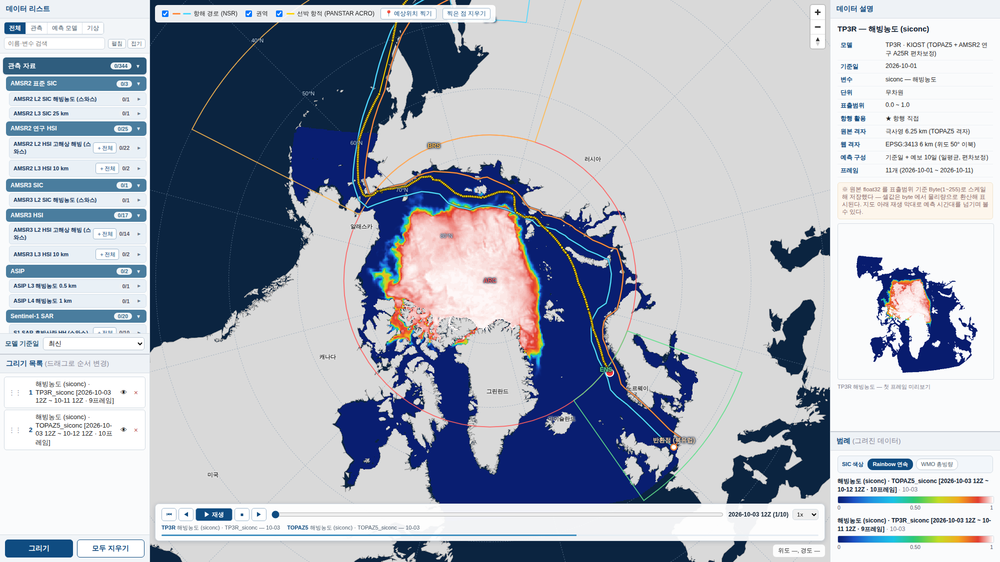 데이터 리스트
전체 관측 예측 모델 기상
이름·변수 검색 펼침 접기
관측 자료 0/344 ▼
AMSR2 표준 SIC 0/3 ▼
AMSR2 L2 SIC 해빙농도 (스와스) 0/1 ►
AMSR2 L3 SIC 25 km 0/1 ►
AMSR2 연구 HSI 0/25 ▼
AMSR2 L2 HSI 고해상 해빙 (스와스) +전체 0/22 ►
AMSR2 L3 HSI 10 km +전체 0/2 ►
AMSR3 SIC 0/1 ▼
AMSR3 L2 SIC 해빙농도 (스와스) 0/1 ►
AMSR3 HSI 0/17 ▼
AMSR3 L2 HSI 고해상 해빙 (스와스) +전체 0/14 ►
AMSR3 L3 HSI 10 km +전체 0/2 ►
ASIP 0/2 ▼
ASIP L3 해빙농도 0.5 km 0/1 ►
ASIP L4 해빙농도 1 km 0/1 ►
Sentinel-1 SAR 0/20 ▼
S1 SAR 후방산란 HH (스와스) +전체 0/10
모델 기준일 최신
그리기 목록 (드래그로 순서 변경)
1 해빙농도 (siconc) ·
TP3R_siconc [2026-10-03
12Z ~ 10-11 12Z · 9프레임] ×
2 해빙농도 (siconc) ·
TOPAZ5_siconc [2026-10-
03 12Z ~ 10-12 12Z · 10프
레임] ×
그리기 모두 지우기
항해 경로 (NSR) 권역 선박 항적 (PANSTAR ACRO) 📍 예상위치 찍기 찍은 점 지우기
40°N
50°N
60°N
70°N
80°N
BRS
러시아
알래스카
ARC
캐나다
ENS
그린란드
노르웨이
아이슬란드
반환점 (북유럽)
미국
▶ 재생 2026-10-03 12Z (1/10) 1x
TP3R 해빙농도 (siconc) · TP3R_siconc — 10-03 TOPAZ5 해빙농도 (siconc) · TOPAZ5_siconc — 10-03
위도 —, 경도 —
데이터 설명
TP3R — 해빙농도 (siconc)
모델 TP3R · KIOST (TOPAZ5 + AMSR2 연
구 A25R 편차보정)
기준일 2026-10-01
변수 siconc — 해빙농도
단위 무차원
표출범위 0.0 ~ 1.0
항행 활용 ★ 항행 직접
원본 격자 극사영 6.25 km (TOPAZ5 격자)
웹 격자 EPSG:3413 6 km (위도 50° 이북)
예측 구성 기준일 + 예보 10일 (일평균, 편차보정)
프레임 11개 (2026-10-01 ~ 2026-10-11)
※ 원본 float32 를 표출범위 기준 Byte(1~255)로 스케일
해 저장했다 — 셀값은 byte 에서 물리량으로 환산해 표
시된다. 지도 아래 재생 막대로 예측 시간대를 넘기며 볼
수 있다.
TP3R 해빙농도 — 첫 프레임 미리보기
범례 (그려진 데이터)
SIC 색상 Rainbow 연속 WMO 총빙량
해빙농도 (siconc) · TOPAZ5_siconc [2026-10-03 12Z ~
10-12 12Z · 10프레임] · 10-03
0 0.50 1
해빙농도 (siconc) · TP3R_siconc [2026-10-03 12Z ~ 10-
11 12Z · 9프레임] · 10-03
0 0.50 1